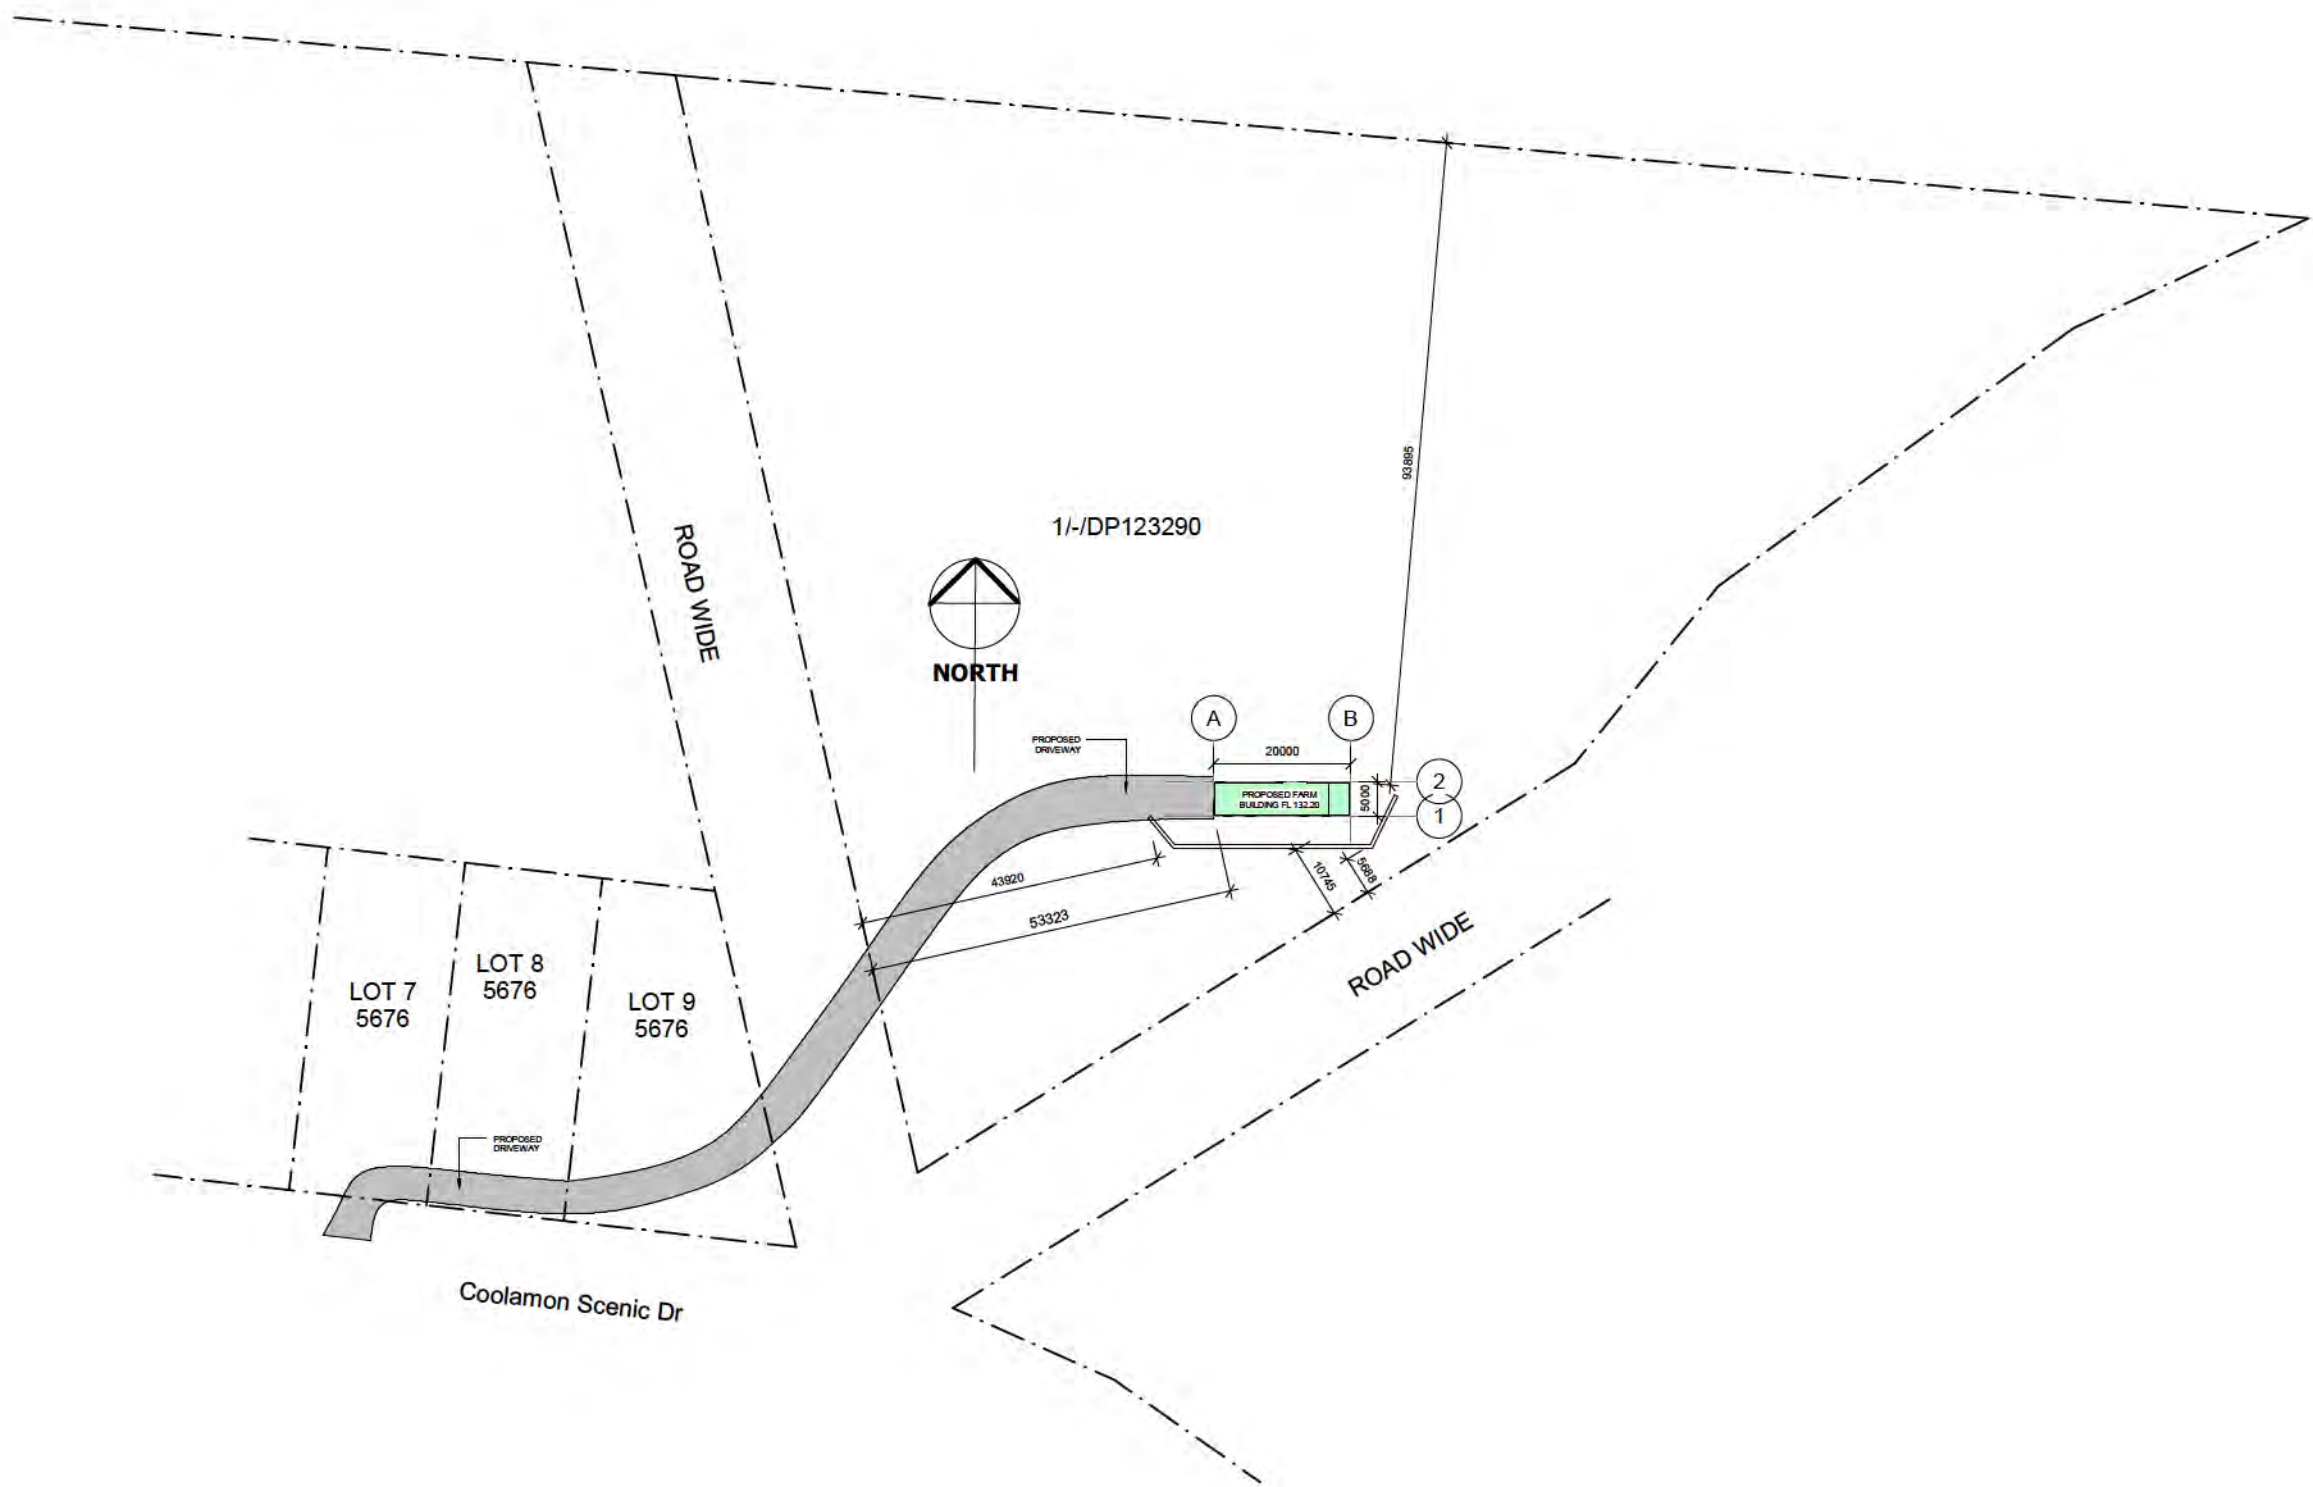 93895
ROAD WIDE
1/-/DP123290
NORTH
A
B
PROPOSED
DRIVEWAY
20000
2
1
5000
PROPOSED FARM
BUILDING FL 132.20
43920
53323
10745
5688
ROAD WIDE
LOT 7
5676
LOT 8
5676
LOT 9
5676
PROPOSED
DRIVEWAY
Coolamon Scenic Dr